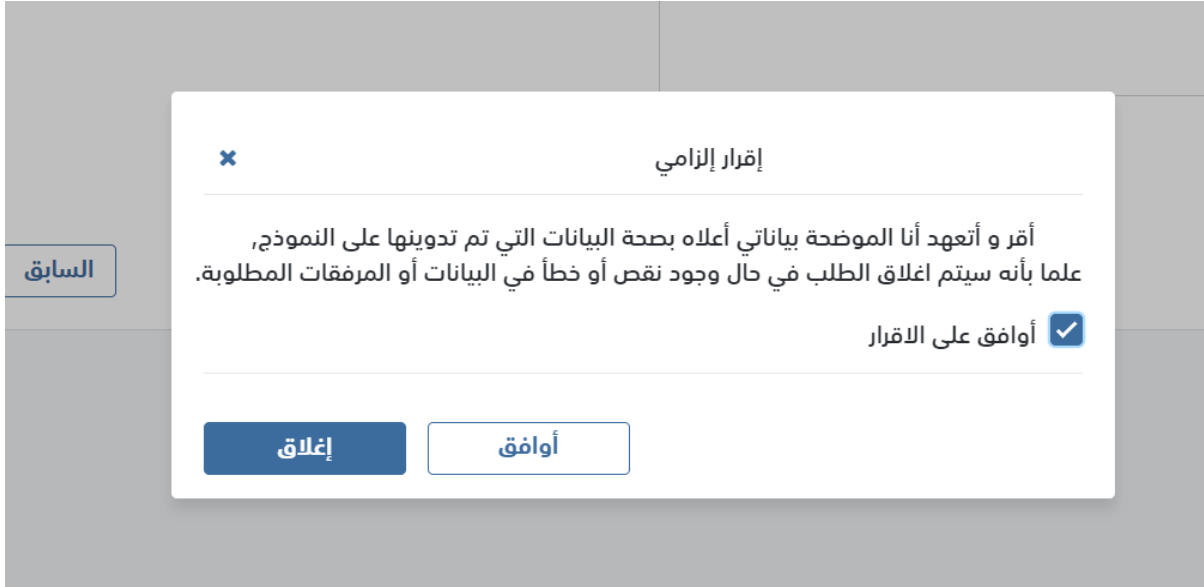 إقرار إلزامي
أقر و أتعهد أنا الموضحة بياناتي أعلاه بصحة البيانات التي تم تدوينها على النموذج,
علما بأنه سيتم اغلاق الطلب في حال وجود نقص أو خطأ في البيانات أو المرفقات المطلوبة.
السابق
أوافق على الاقرار
أوافق
إغلاق